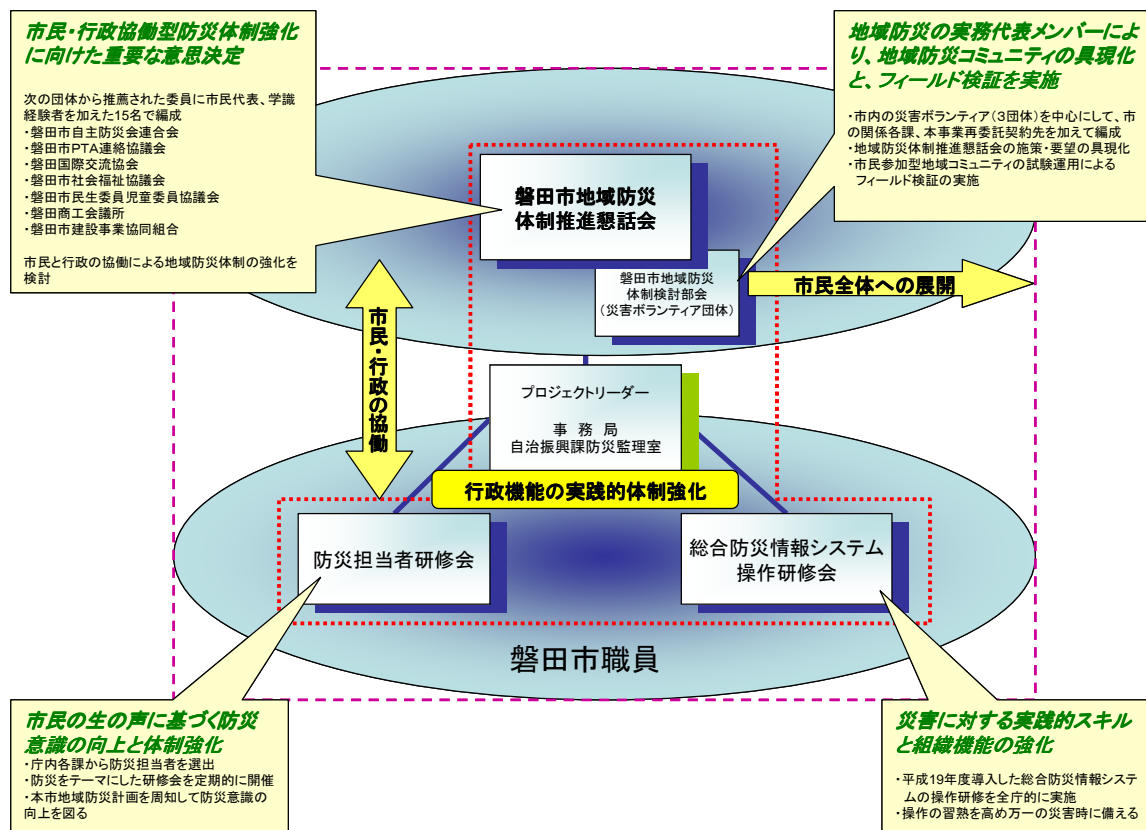 市民・行政協働型防災体制強化
に向けた重要な意思決定
次の団体から推薦された委員に市民代表、学識
経験者を加えた15名で編成
・磐田市自主防災会連合会
・磐田市PTA連絡協議会
・磐田国際交流協会
・磐田市社会福祉協議会
・磐田市民生委員児童委員協議会
・磐田商工会議所
・磐田市建設事業協同組合
市民と行政の協働による地域防災体制の強化を
検討
地域防災の実務代表メンバーによ
り、地域防災コミュニティの具現化
と、フィールド検証を実施
・市内の災害ボランティア(3団体)を中心にして、市
の関係各課、本事業再委託契約先を加えて編成
・地域防災体制推進懇話会の施策・要望の具現化
・市民参加型地域コミュニティの試験運用による
フィールド検証の実施
磐田市地域防災
体制推進懇話会
磐田市地域防災
体制検討部会
(災害ボランティア団体)
市民全体への展開
市民・行政の協働
プロジェクトリーダー
事 務 局
自治振興課防災監理室
行政機能の実践的体制強化
防災担当者研修会
総合防災情報システム
操作研修会
磐田市職員
市民の生の声に基づく防災
意識の向上と体制強化
・庁内各課から防災担当者を選出
・防災をテーマにした研修会を定期的に開催
・本市地域防災計画を周知して防災意識の
向上を図る
災害に対する実践的スキル
と組織機能の強化
・平成19年度導入した総合防災情報システ
ムの操作研修を全庁的に実施
・操作の習熟を高め万一の災害時に備える